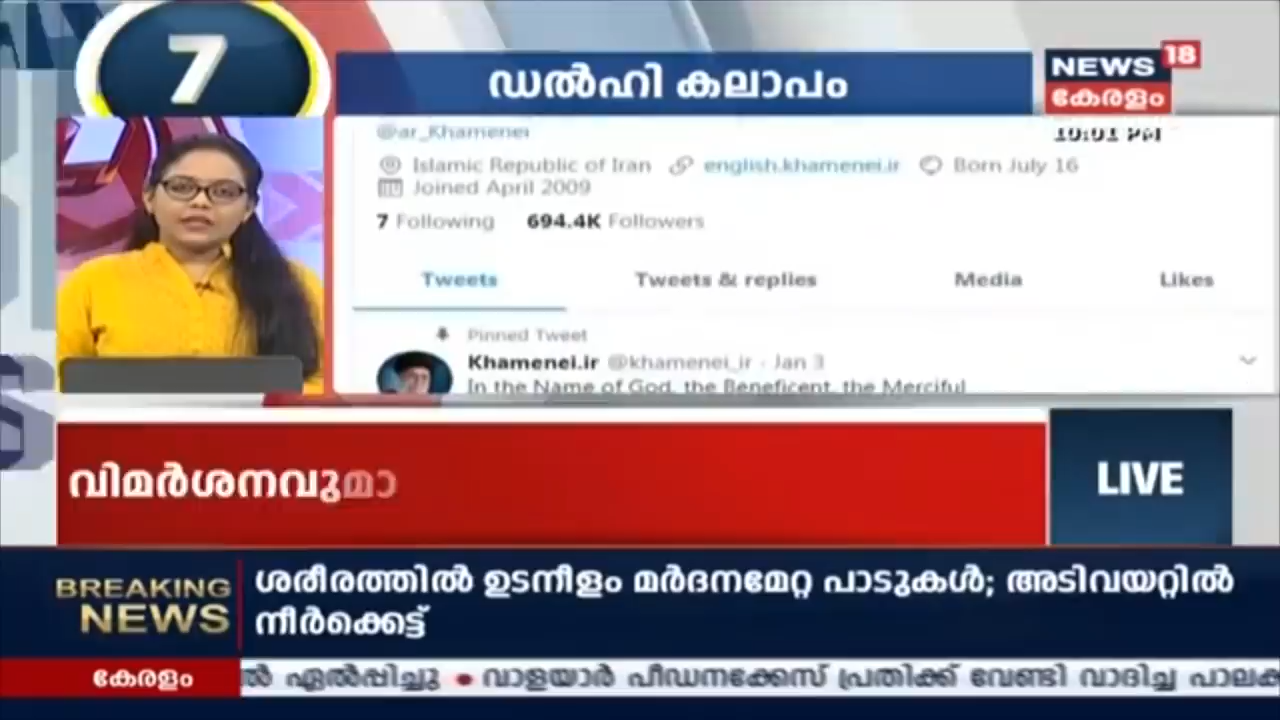 7
ഡൽഹി കലാപം
NEWS 18
കേരളം
10:01 PM
@ar_Khamenei
Islamic Republic of Iran english.khamenei.ir Born July 16
Joined April 2009
7 Following 694.4K Followers
Tweets Tweets & replies Media Likes
Pinned Tweet
Khamenei.ir @khamenei_ir · Jan 3
In the Name of God, the Beneficent, the Merciful
വിമർശനവുമാ
LIVE
BREAKING NEWS
ശരീരത്തിൽ ഉടനീളം മർദനമേറ്റ പാടുകൾ; അടിവയറ്റിൽ
നീർക്കെട്ട്
കേരളം
ൽ ഏൽപ്പിച്ചു • വാളയാർ പീഡനക്കേസ് പ്രതിക്ക് വേണ്ടി വാദിച്ച പാലക